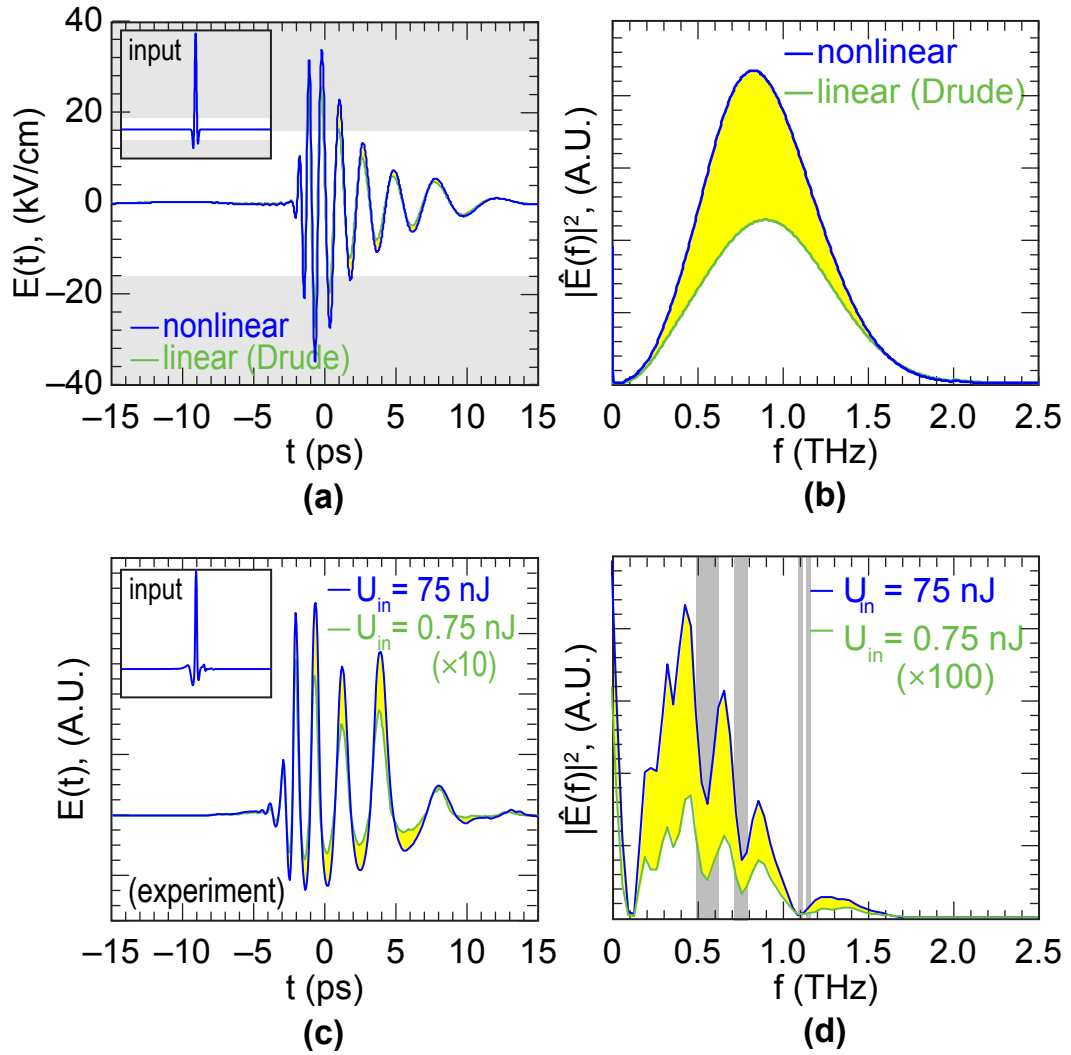 40
20
0
−20
−40
E(t), (kV/cm)
input
nonlinear
linear (Drude)
−15 −10 −5 0 5 10 15
t (ps)
(a)
|Ê(f)|², (A.U.)
nonlinear
linear (Drude)
0 0.5 1.0 1.5 2.0 2.5
f (THz)
(b)
E(t), (A.U.)
input
U_in = 75 nJ
U_in = 0.75 nJ
(×10)
(experiment)
−15 −10 −5 0 5 10 15
t (ps)
(c)
|Ê(f)|², (A.U.)
U_in = 75 nJ
U_in = 0.75 nJ
(×100)
0.0 0.5 1.0 1.5 2.0 2.5
f (THz)
(d)